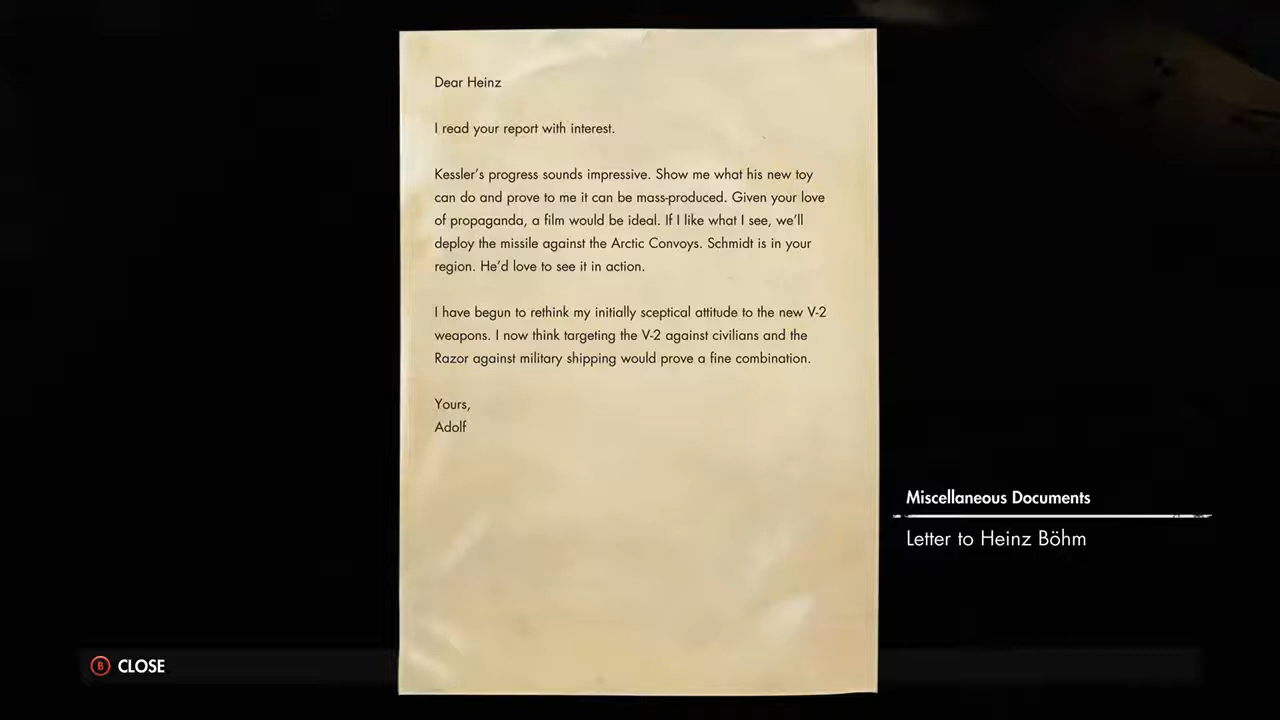 Dear Heinz
I read your report with interest.
Kessler's progress sounds impressive. Show me what his new toy
can do and prove to me it can be mass-produced. Given your love
of propaganda, a film would be ideal. If I like what I see, we'll
deploy the missile against the Arctic Convoys. Schmidt is in your
region. He'd love to see it in action.
I have begun to rethink my initially sceptical attitude to the new V-2
weapons. I now think targeting the V-2 against civilians and the
Razor against military shipping would prove a fine combination.
Yours,
Adolf
Miscellaneous Documents
Letter to Heinz Böhm
B CLOSE